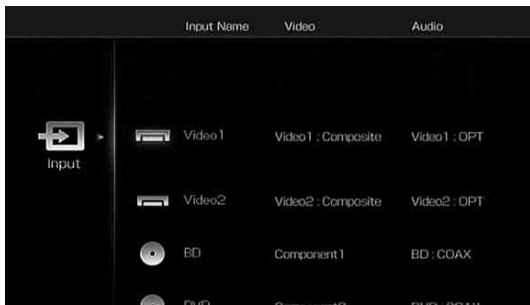 Input Name Video Audio
Input
Video1 Video1 : Composite Video1 : OPT
Video2 Video2 : Composite Video2 : OPT
BD Component1 BD : COAX